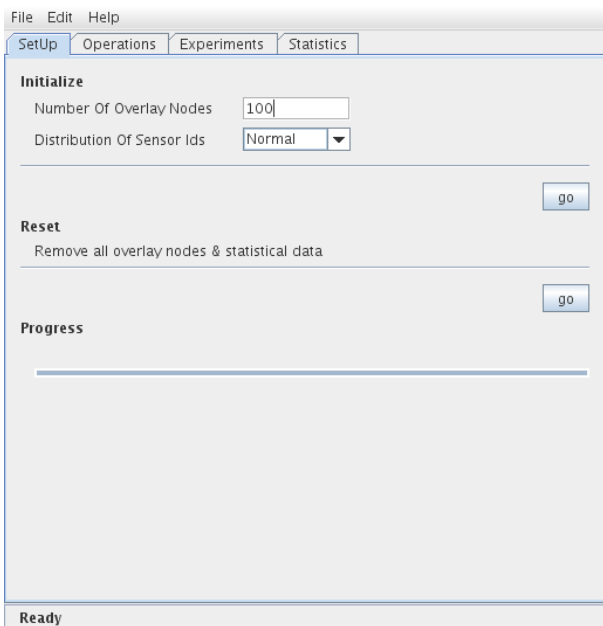 File Edit Help
SetUp Operations Experiments Statistics
Initialize
Number Of Overlay Nodes 100
Distribution Of Sensor Ids Normal
go
Reset
Remove all overlay nodes & statistical data
go
Progress
Ready